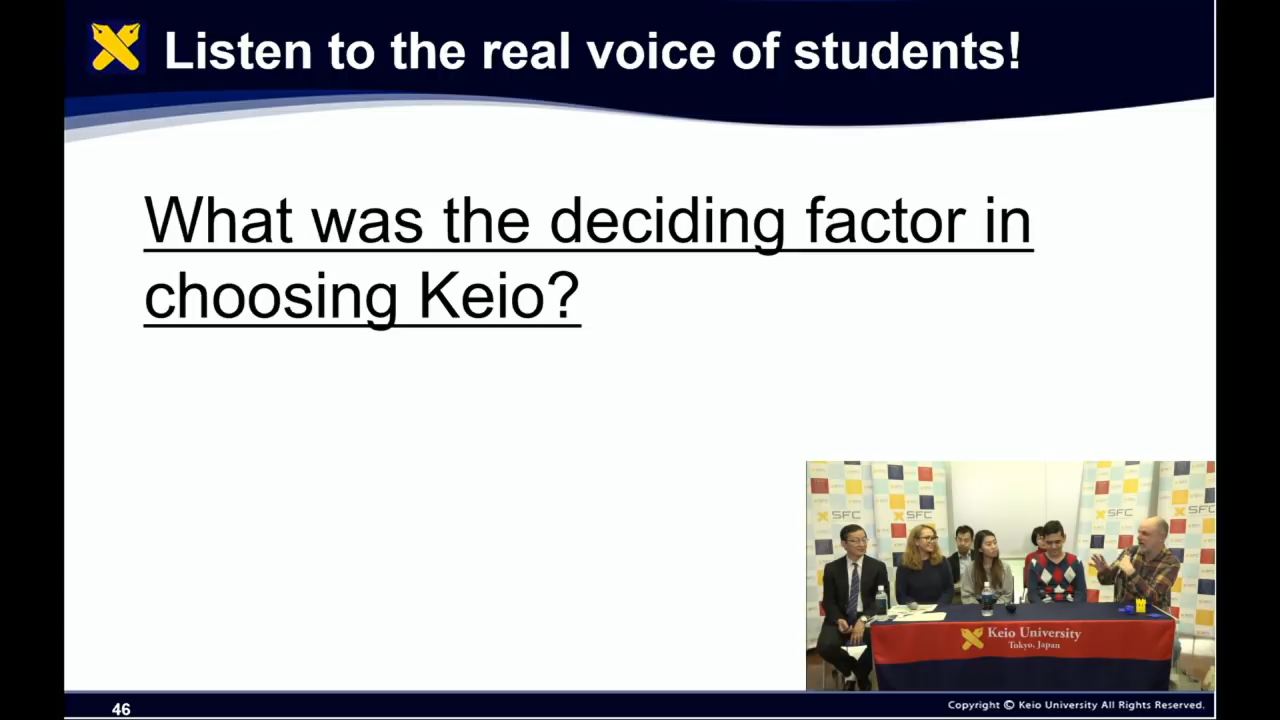 Listen to the real voice of students!
What was the deciding factor in
choosing Keio?
SFC
SFC
SFC
SFC
Keio University
Tokyo, Japan
46
Copyright © Keio University All Rights Reserved.